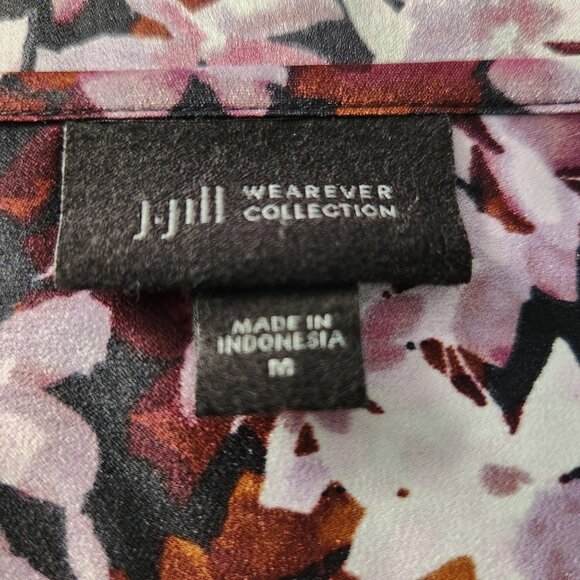 J.Jill WEAREVER
COLLECTION
MADE IN
INDONESIA
M